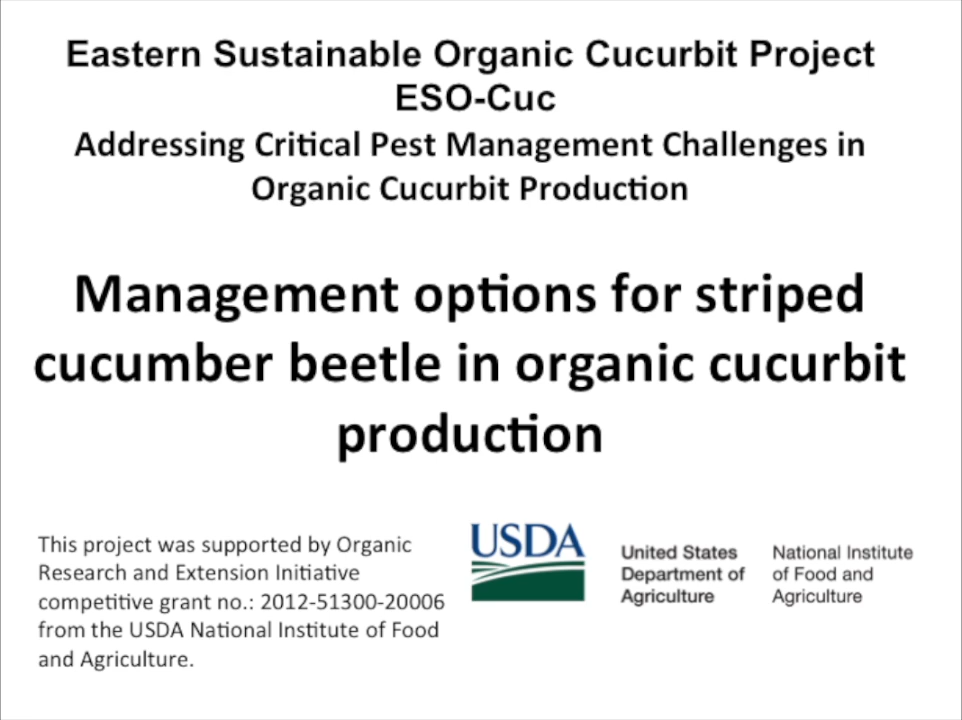 Eastern Sustainable Organic Cucurbit Project
ESO-Cuc
Addressing Critical Pest Management Challenges in
Organic Cucurbit Production
Management options for striped
cucumber beetle in organic cucurbit
production
This project was supported by Organic
Research and Extension Initiative
competitive grant no.: 2012-51300-20006
from the USDA National Institute of Food
and Agriculture.
USDA
United States
Department of
Agriculture
National Institute
of Food and
Agriculture